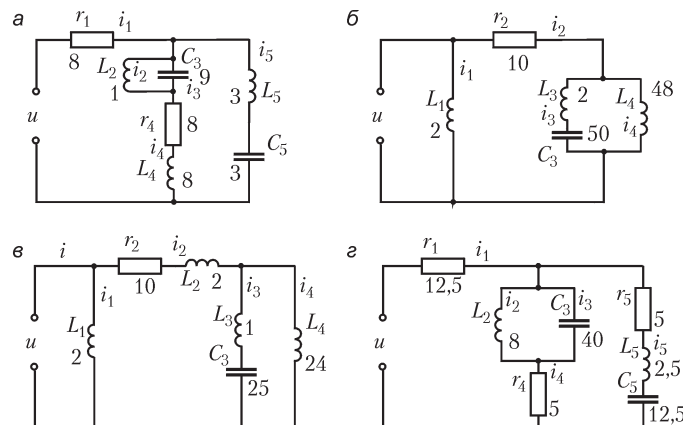 а
r₁ i₁
8
L₂ i₂ C₃
1 9
i₃
i₅
3 L₅
r₄ 8
i₄
L₄ 8
C₅
3
u
б
r₂ i₂
10
i₁
L₁
2
L₃ 2
i₃
50
C₃
48
L₄
i₄
u
в
i r₂ i₂
10 L₂ 2
i₁
i₃ i₄
L₁
2
L₃ 1
C₃
25
L₄
24
u
г
r₁ i₁
12,5
i₂ C₃ i₃
L₂
8 40
r₅
5
L₅ i₅
2,5
C₅
12,5
r₄ i₄
5
u